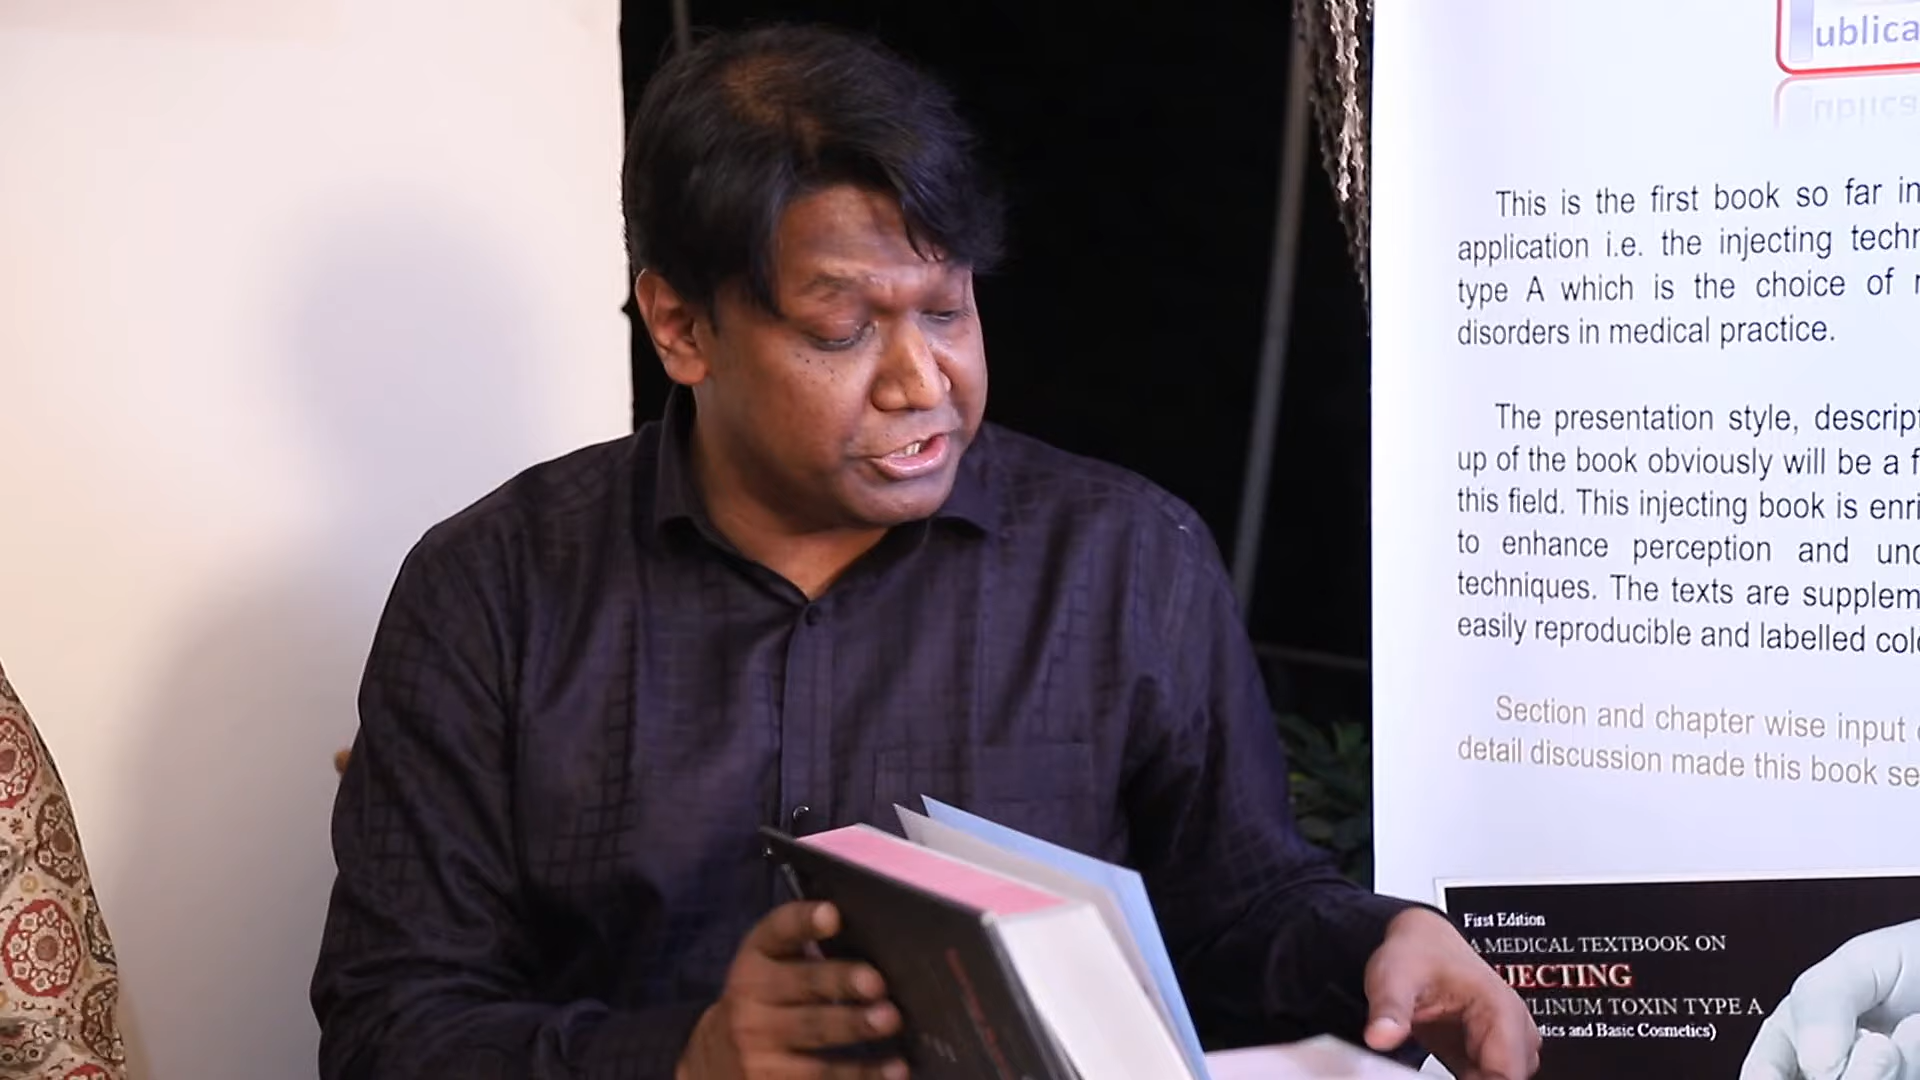 ublica
This is the first book so far in
application i.e. the injecting techn
type A which is the choice of
disorders in medical practice.
The presentation style, descript
up of the book obviously will be a f
this field. This injecting book is enri
to enhance perception and und
techniques. The texts are supplem
easily reproducible and labelled colo
Section and chapter wise input
detail discussion made this book se
First Edition
A MEDICAL TEXTBOOK ON
JECTING
LINUM TOXIN TYPE A
tics and Basic Cosmetics)